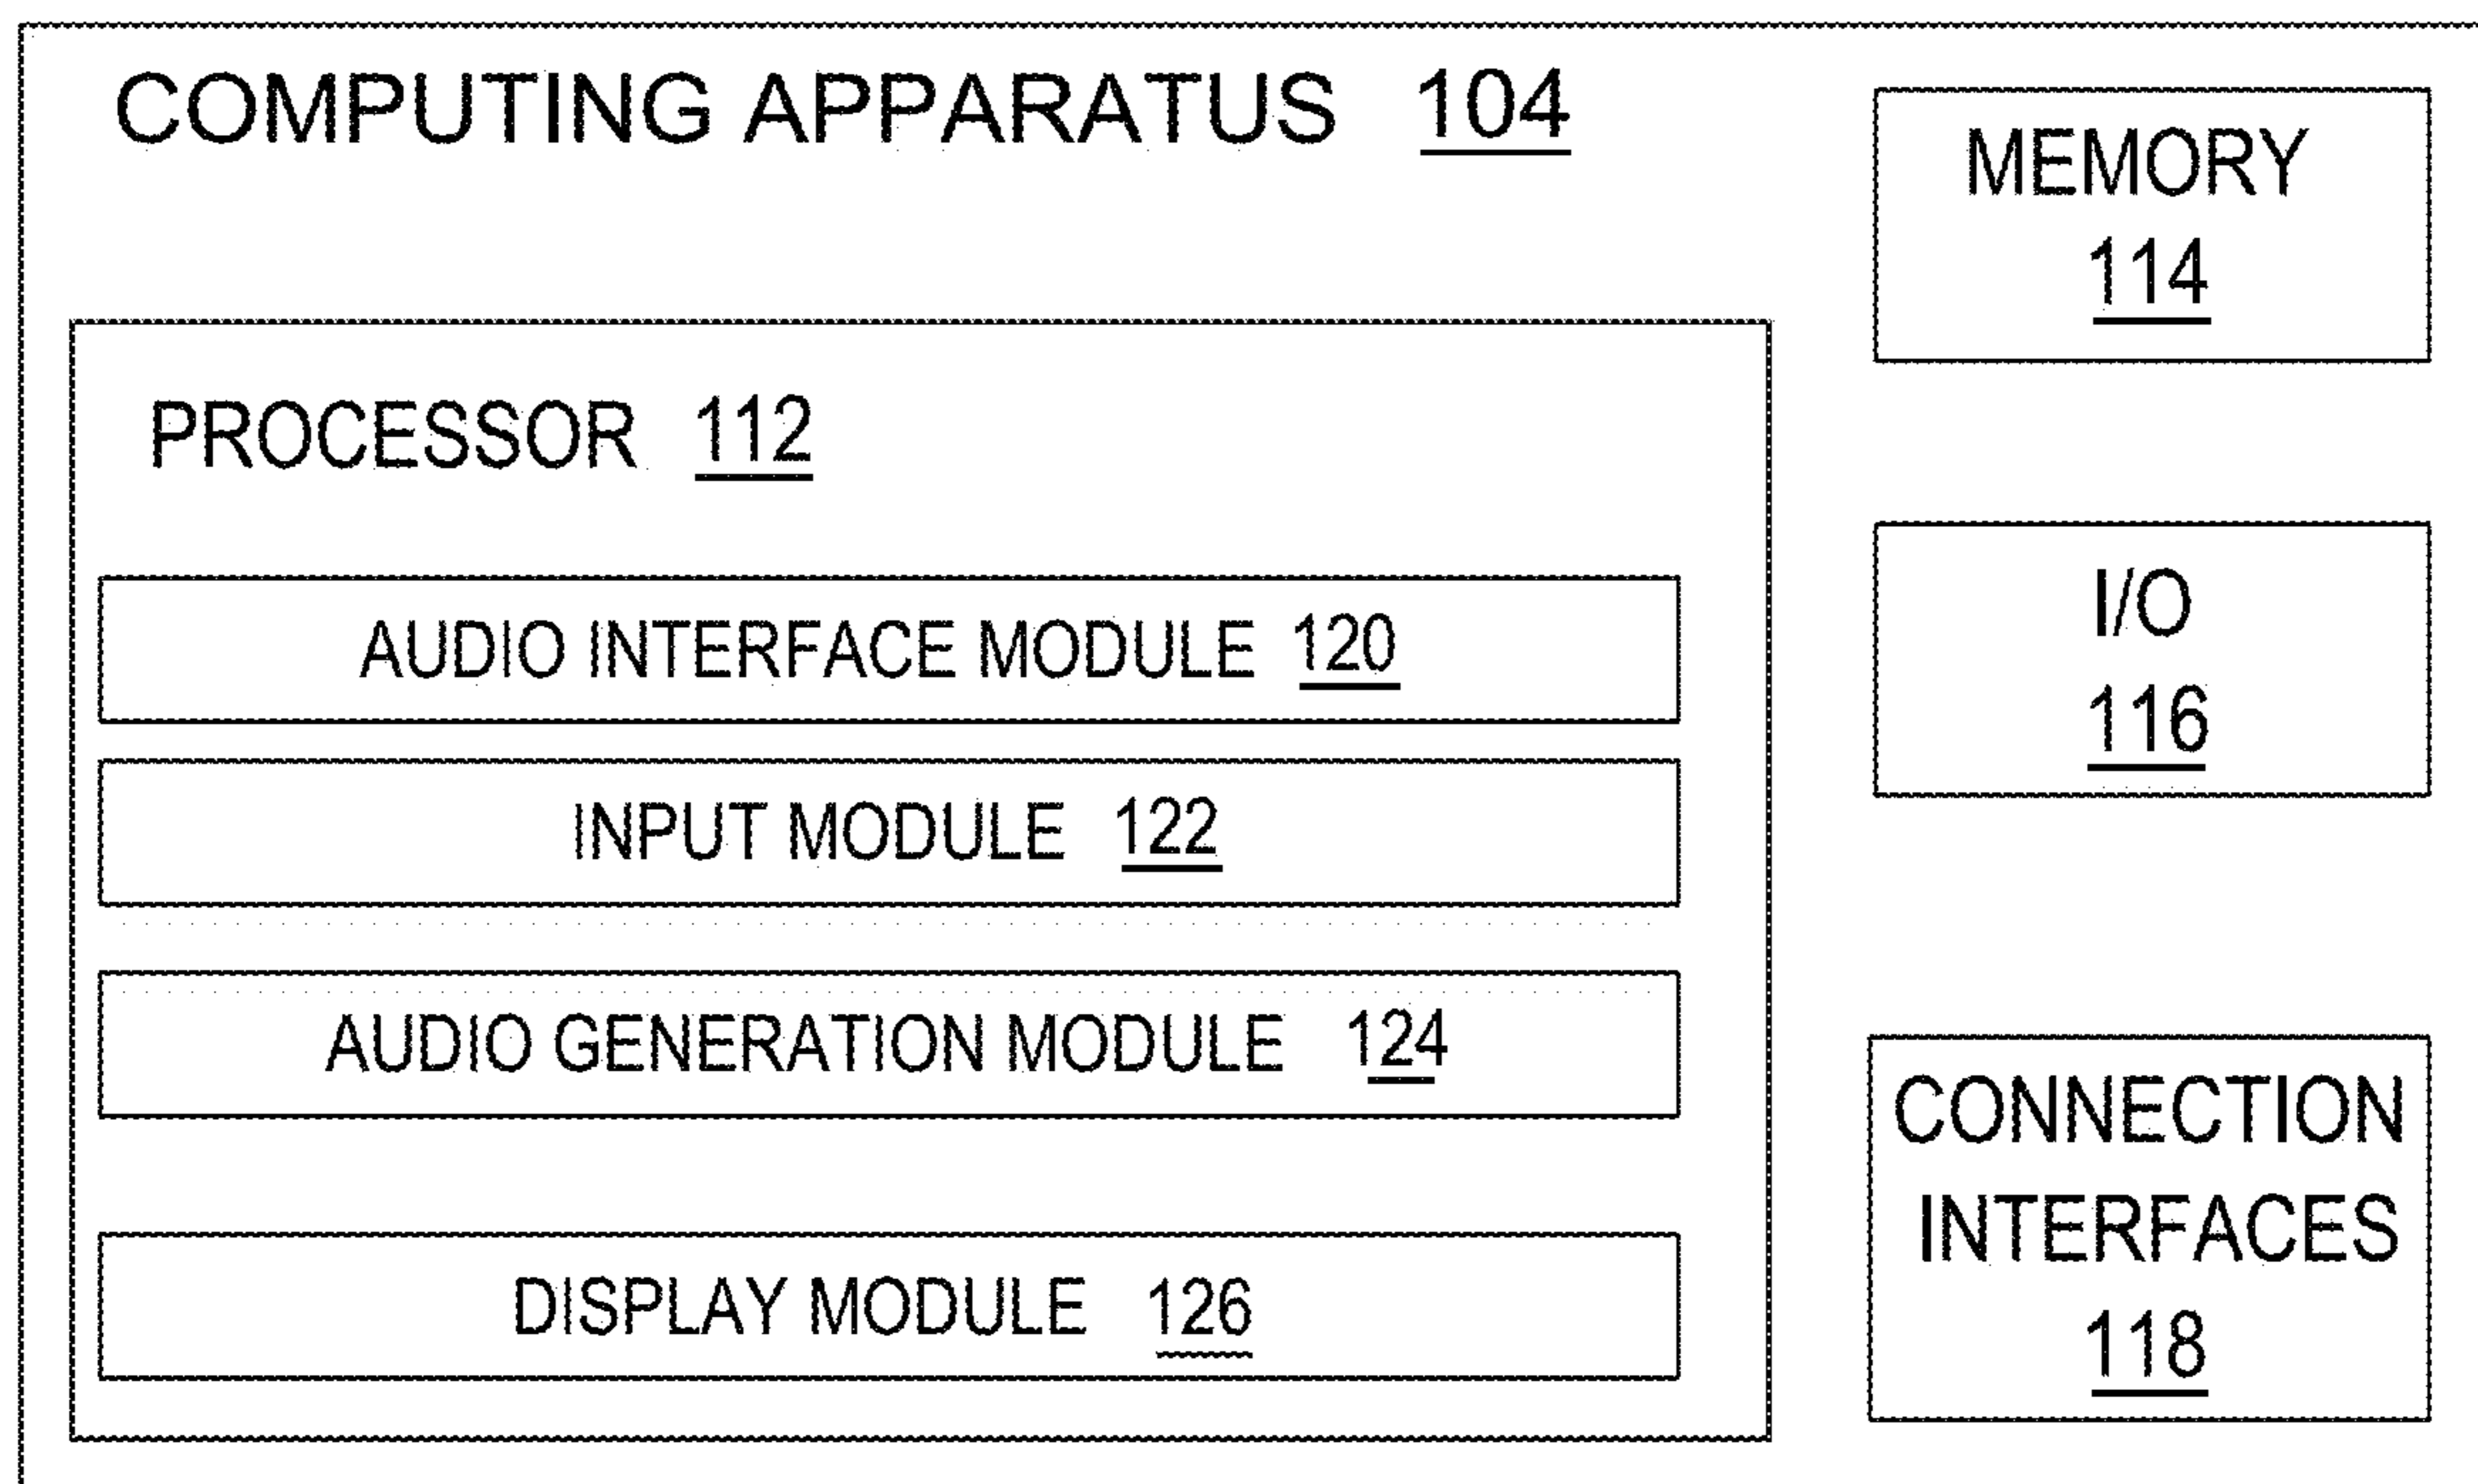 COMPUTING APPARATUS 104
PROCESSOR 112
AUDIO INTERFACE MODULE 120
INPUT MODULE 122
AUDIO GENERATION MODULE 124
DISPLAY MODULE 126
MEMORY
114
I/O
116
CONNECTION
INTERFACES
118